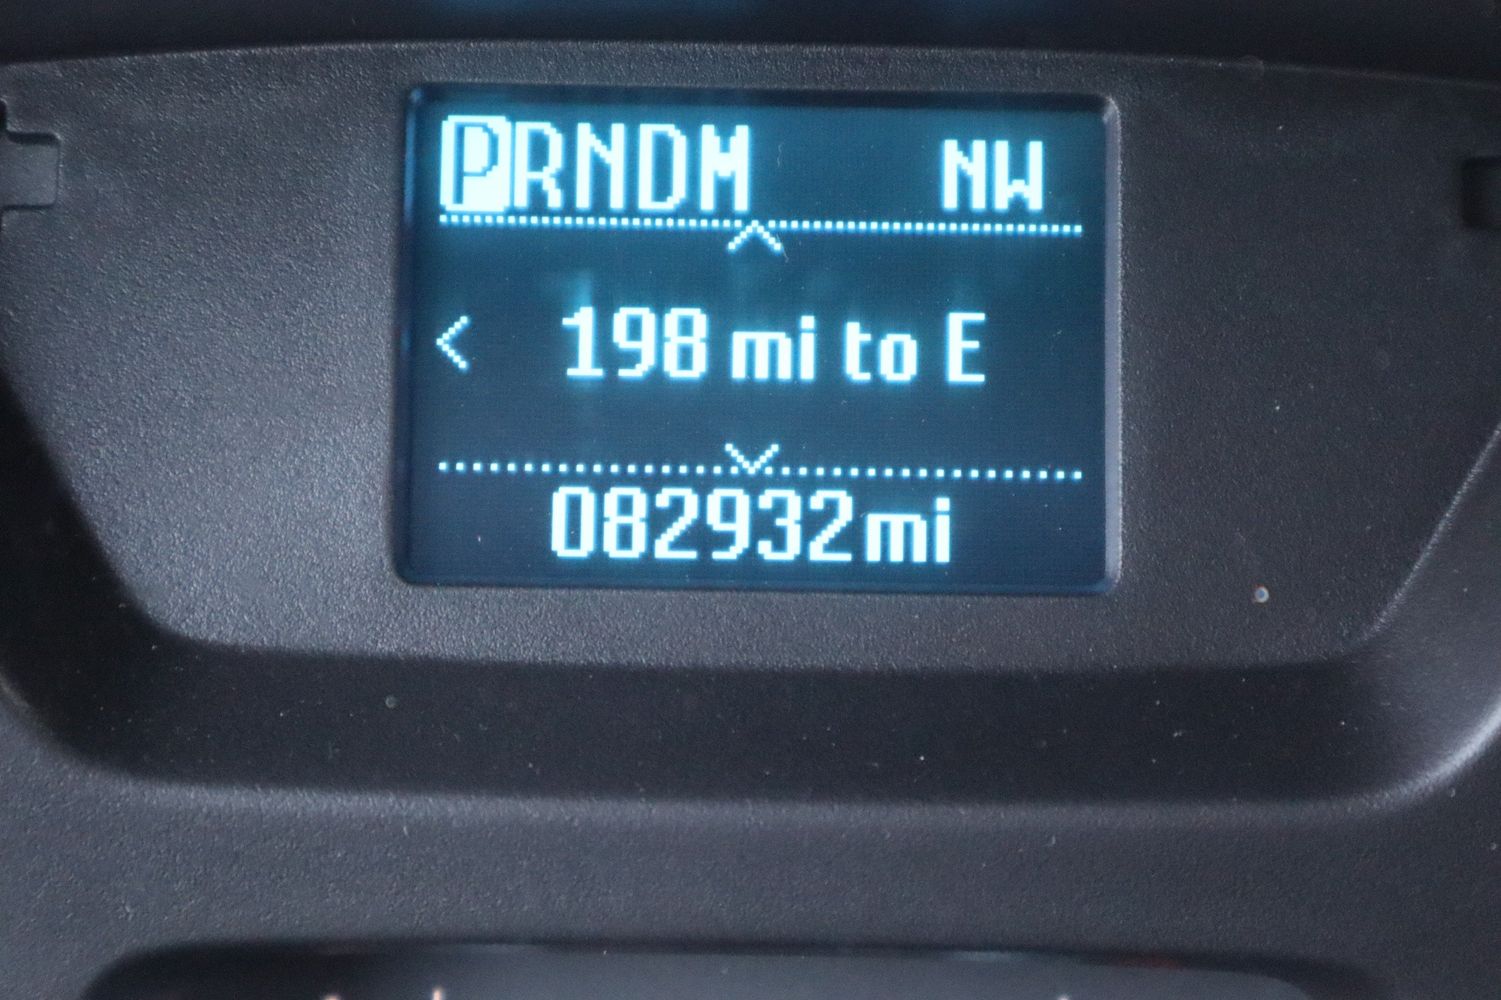 PRNDM NW
198 mi to E
082932mi